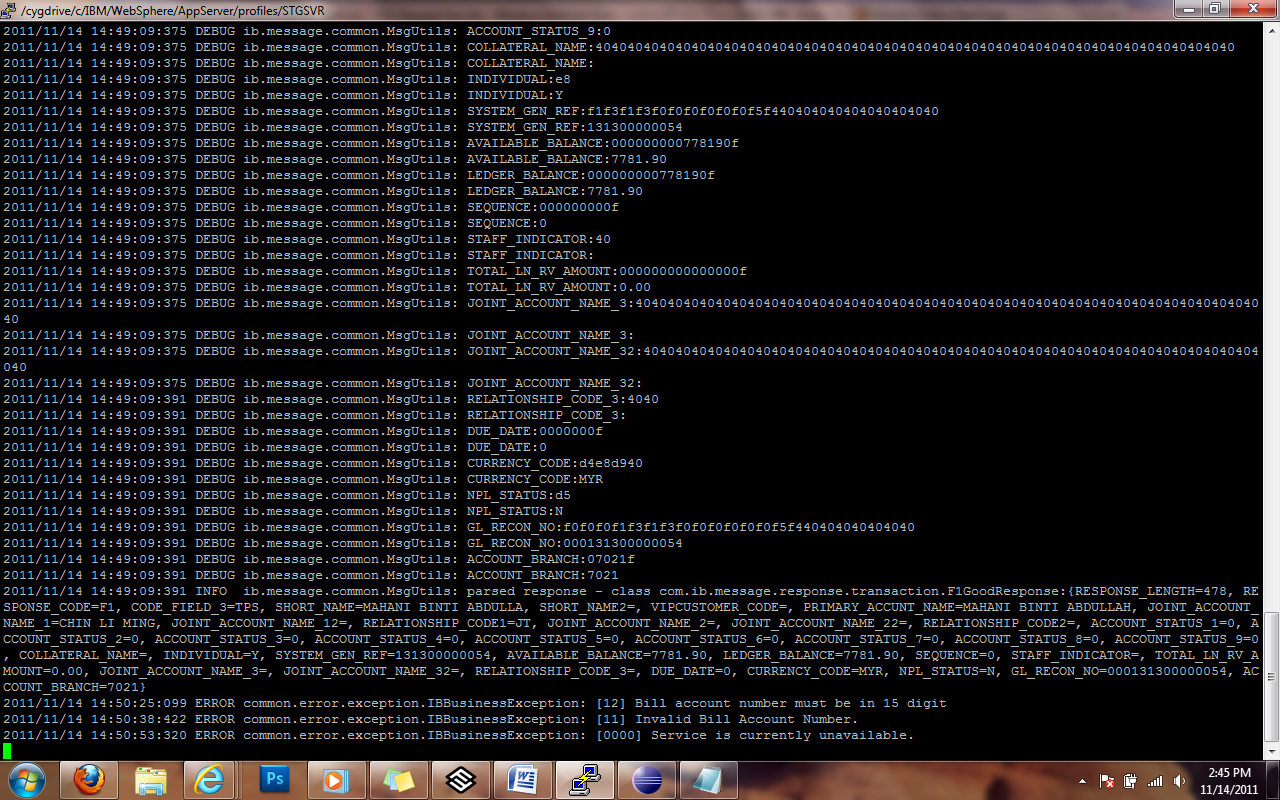 /cygdrive/c/IBM/WebSphere/AppServer/profiles/STGSVR
2011/11/14 14:49:09:375 DEBUG ib.message.common.MsgUtils: ACCOUNT_STATUS_9:0
2011/11/14 14:49:09:375 DEBUG ib.message.common.MsgUtils: COLLATERAL_NAME:40404040404040404040404040404040404040404040404040404040404040404040404040404040
2011/11/14 14:49:09:375 DEBUG ib.message.common.MsgUtils: COLLATERAL_NAME:
2011/11/14 14:49:09:375 DEBUG ib.message.common.MsgUtils: INDIVIDUAL:e8
2011/11/14 14:49:09:375 DEBUG ib.message.common.MsgUtils: INDIVIDUAL:Y
2011/11/14 14:49:09:375 DEBUG ib.message.common.MsgUtils: SYSTEM_GEN_REF:f1f3f1f3f0f0f0f0f0f0f5f44040404040404040404040
2011/11/14 14:49:09:375 DEBUG ib.message.common.MsgUtils: SYSTEM_GEN_REF:131300000054
2011/11/14 14:49:09:375 DEBUG ib.message.common.MsgUtils: AVAILABLE_BALANCE:000000000778190f
2011/11/14 14:49:09:375 DEBUG ib.message.common.MsgUtils: AVAILABLE_BALANCE:7781.90
2011/11/14 14:49:09:375 DEBUG ib.message.common.MsgUtils: LEDGER_BALANCE:000000000778190f
2011/11/14 14:49:09:375 DEBUG ib.message.common.MsgUtils: LEDGER_BALANCE:7781.90
2011/11/14 14:49:09:375 DEBUG ib.message.common.MsgUtils: SEQUENCE:000000000f
2011/11/14 14:49:09:375 DEBUG ib.message.common.MsgUtils: SEQUENCE:0
2011/11/14 14:49:09:375 DEBUG ib.message.common.MsgUtils: STAFF_INDICATOR:40
2011/11/14 14:49:09:375 DEBUG ib.message.common.MsgUtils: STAFF_INDICATOR:
2011/11/14 14:49:09:375 DEBUG ib.message.common.MsgUtils: TOTAL_LN_RV_AMOUNT:000000000000000f
2011/11/14 14:49:09:375 DEBUG ib.message.common.MsgUtils: TOTAL_LN_RV_AMOUNT:0.00
2011/11/14 14:49:09:375 DEBUG ib.message.common.MsgUtils: JOINT_ACCOUNT_NAME_3:404040404040404040404040404040404040404040404040404040404040404040404040404040
40
2011/11/14 14:49:09:375 DEBUG ib.message.common.MsgUtils: JOINT_ACCOUNT_NAME_3:
2011/11/14 14:49:09:375 DEBUG ib.message.common.MsgUtils: JOINT_ACCOUNT_NAME_32:40404040404040404040404040404040404040404040404040404040404040404040404040404
040
2011/11/14 14:49:09:375 DEBUG ib.message.common.MsgUtils: JOINT_ACCOUNT_NAME_32:
2011/11/14 14:49:09:391 DEBUG ib.message.common.MsgUtils: RELATIONSHIP_CODE_3:4040
2011/11/14 14:49:09:391 DEBUG ib.message.common.MsgUtils: RELATIONSHIP_CODE_3:
2011/11/14 14:49:09:391 DEBUG ib.message.common.MsgUtils: DUE_DATE:0000000f
2011/11/14 14:49:09:391 DEBUG ib.message.common.MsgUtils: DUE_DATE:0
2011/11/14 14:49:09:391 DEBUG ib.message.common.MsgUtils: CURRENCY_CODE:d4e8d940
2011/11/14 14:49:09:391 DEBUG ib.message.common.MsgUtils: CURRENCY_CODE:MYR
2011/11/14 14:49:09:391 DEBUG ib.message.common.MsgUtils: NPL_STATUS:d5
2011/11/14 14:49:09:391 DEBUG ib.message.common.MsgUtils: NPL_STATUS:N
2011/11/14 14:49:09:391 DEBUG ib.message.common.MsgUtils: GL_RECON_NO:f0f0f0f1f3f1f3f0f0f0f0f0f0f5f440404040404040
2011/11/14 14:49:09:391 DEBUG ib.message.common.MsgUtils: GL_RECON_NO:000131300000054
2011/11/14 14:49:09:391 DEBUG ib.message.common.MsgUtils: ACCOUNT_BRANCH:07021f
2011/11/14 14:49:09:391 DEBUG ib.message.common.MsgUtils: ACCOUNT_BRANCH:7021
2011/11/14 14:49:09:391 INFO  ib.message.common.MsgUtils: parsed response - class com.ib.message.response.transaction.F1GoodResponse:{RESPONSE_LENGTH=478, RE
SPONSE_CODE=F1, CODE_FIELD_3=TPS, SHORT_NAME=MAHANI BINTI ABDULLA, SHORT_NAME2=, VIPCUSTOMER_CODE=, PRIMARY_ACCUNT_NAME=MAHANI BINTI ABDULLAH, JOINT_ACCOUNT_
NAME_1=CHIN LI MING, JOINT_ACCOUNT_NAME_12=, RELATIONSHIP_CODE1=JT, JOINT_ACCOUNT_NAME_2=, JOINT_ACCOUNT_NAME_22=, RELATIONSHIP_CODE2=, ACCOUNT_STATUS_1=0, A
CCOUNT_STATUS_2=0, ACCOUNT_STATUS_3=0, ACCOUNT_STATUS_4=0, ACCOUNT_STATUS_5=0, ACCOUNT_STATUS_6=0, ACCOUNT_STATUS_7=0, ACCOUNT_STATUS_8=0, ACCOUNT_STATUS_9=0
, COLLATERAL_NAME=, INDIVIDUAL=Y, SYSTEM_GEN_REF=131300000054, AVAILABLE_BALANCE=7781.90, LEDGER_BALANCE=7781.90, SEQUENCE=0, STAFF_INDICATOR=, TOTAL_LN_RV_A
MOUNT=0.00, JOINT_ACCOUNT_NAME_3=, JOINT_ACCOUNT_NAME_32=, RELATIONSHIP_CODE_3=, DUE_DATE=0, CURRENCY_CODE=MYR, NPL_STATUS=N, GL_RECON_NO=000131300000054, AC
COUNT_BRANCH=7021}
2011/11/14 14:50:25:099 ERROR common.error.exception.IBBusinessException: [12] Bill account number must be in 15 digit
2011/11/14 14:50:38:422 ERROR common.error.exception.IBBusinessException: [11] Invalid Bill Account Number.
2011/11/14 14:50:53:320 ERROR common.error.exception.IBBusinessException: [0000] Service is currently unavailable.
Ps
W
2:45 PM
11/14/2011